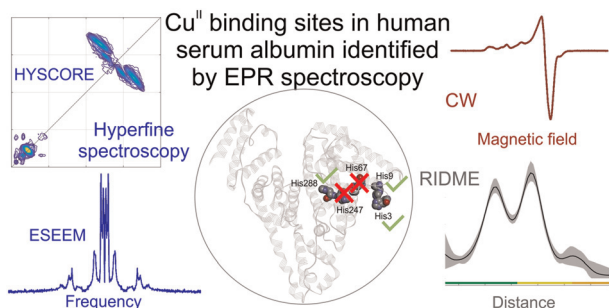 Cu^II binding sites in human
serum albumin identified
by EPR spectroscopy
HYSCORE
Hyperfine
spectroscopy
ESEEM
Frequency
His67
His9
His288
His247
His3
CW
Magnetic field
RIDME
Distance